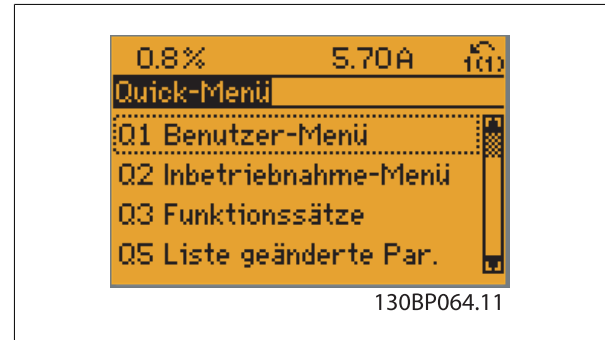 0.8% 5.70A 1(1)
Quick-Menü
Q1 Benutzer-Menü
Q2 Inbetriebnahme-Menü
Q3 Funktionssätze
Q5 Liste geänderte Par.
130BP064.11